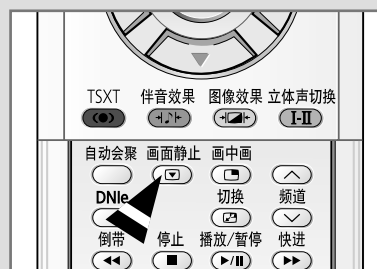 TSXT 伴音效果 图像效果 立体声切换
I-II
自动会聚 画面静止 画中画
DNIe 切换 频道
倒带 停止 播放/暂停 快进